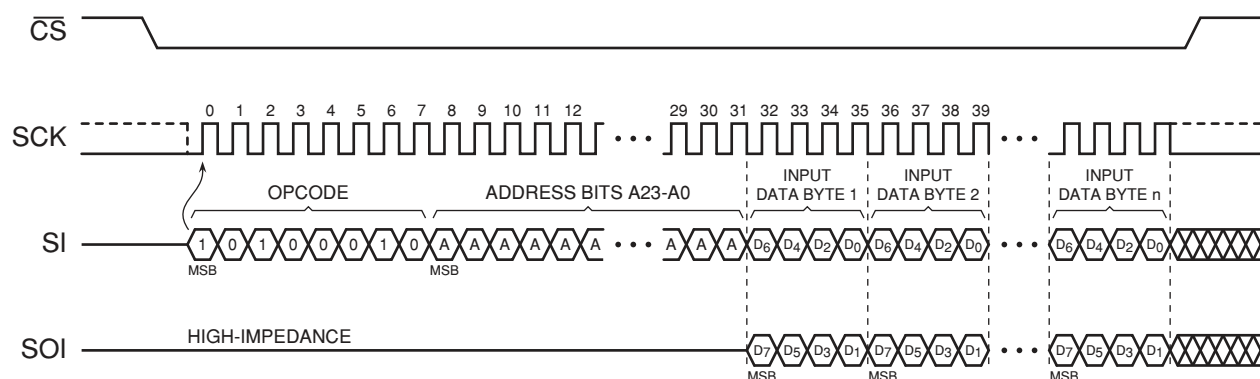 CS
SCK
0 1 2 3 4 5 6 7 8 9 10 11 12 29 30 31 32 33 34 35 36 37 38 39
OPCODE
ADDRESS BITS A23-A0
INPUT
DATA BYTE 1
INPUT
DATA BYTE 2
INPUT
DATA BYTE n
SI
1 0 1 0 0 0 1 0 A A A A A A • • • A A A D6 D4 D2 D0 D6 D4 D2 D0 • • • D6 D4 D2 D0
MSB MSB
HIGH-IMPEDANCE
SOI
D7 D5 D3 D1 D7 D5 D3 D1 • • • D7 D5 D3 D1
MSB MSB MSB